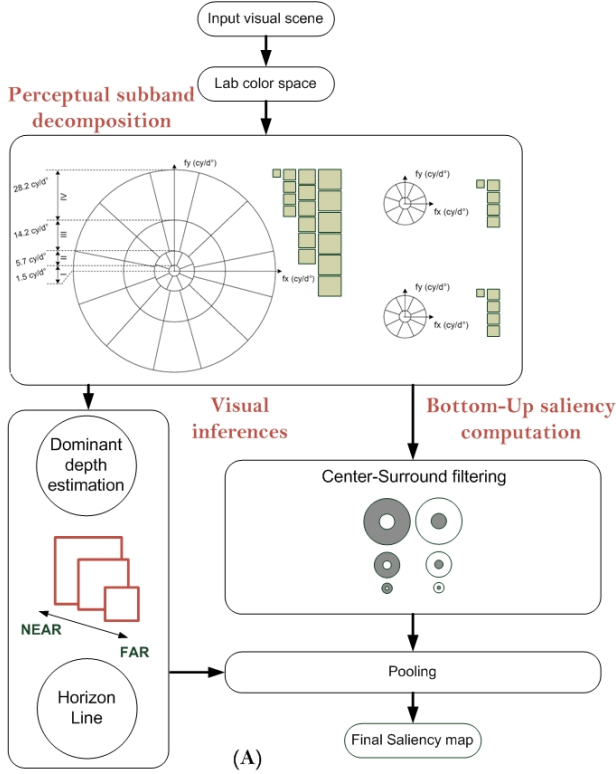 Input visual scene
Lab color space
Perceptual subband
decomposition
fy (cy/d°)
28.2 cy/d°
IV
14.2 cy/d°
III
5.7 cy/d°
II
1.5 cy/d°
I
fx (cy/d°)
fy (cy/d°)
fx (cy/d°)
fy (cy/d°)
fx (cy/d°)
Visual
inferences
Bottom-Up saliency
computation
Dominant
depth
estimation
NEAR
FAR
Horizon
Line
Center-Surround filtering
Pooling
Final Saliency map
(A)